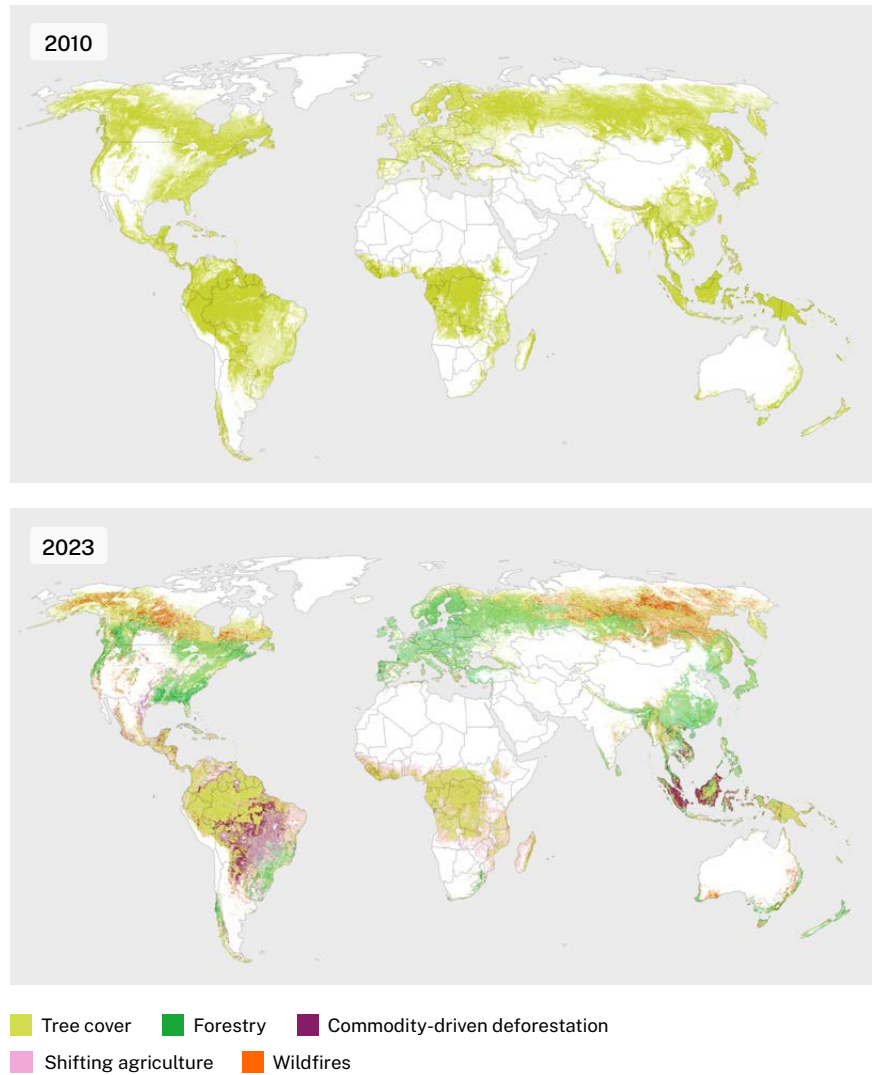 2010
2023
Tree cover
Forestry
Commodity-driven deforestation
Shifting agriculture
Wildfires